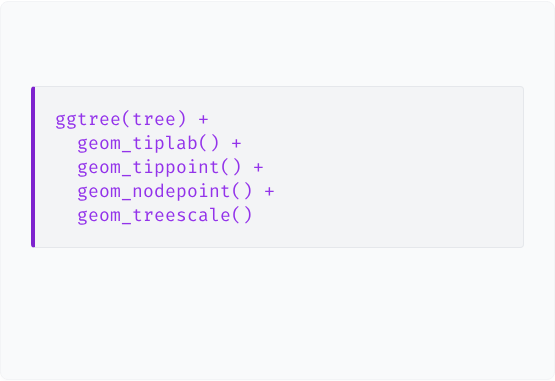 ggtree(tree) +
  geom_tiplab() +
  geom_tippoint() +
  geom_nodepoint() +
  geom_treescale()